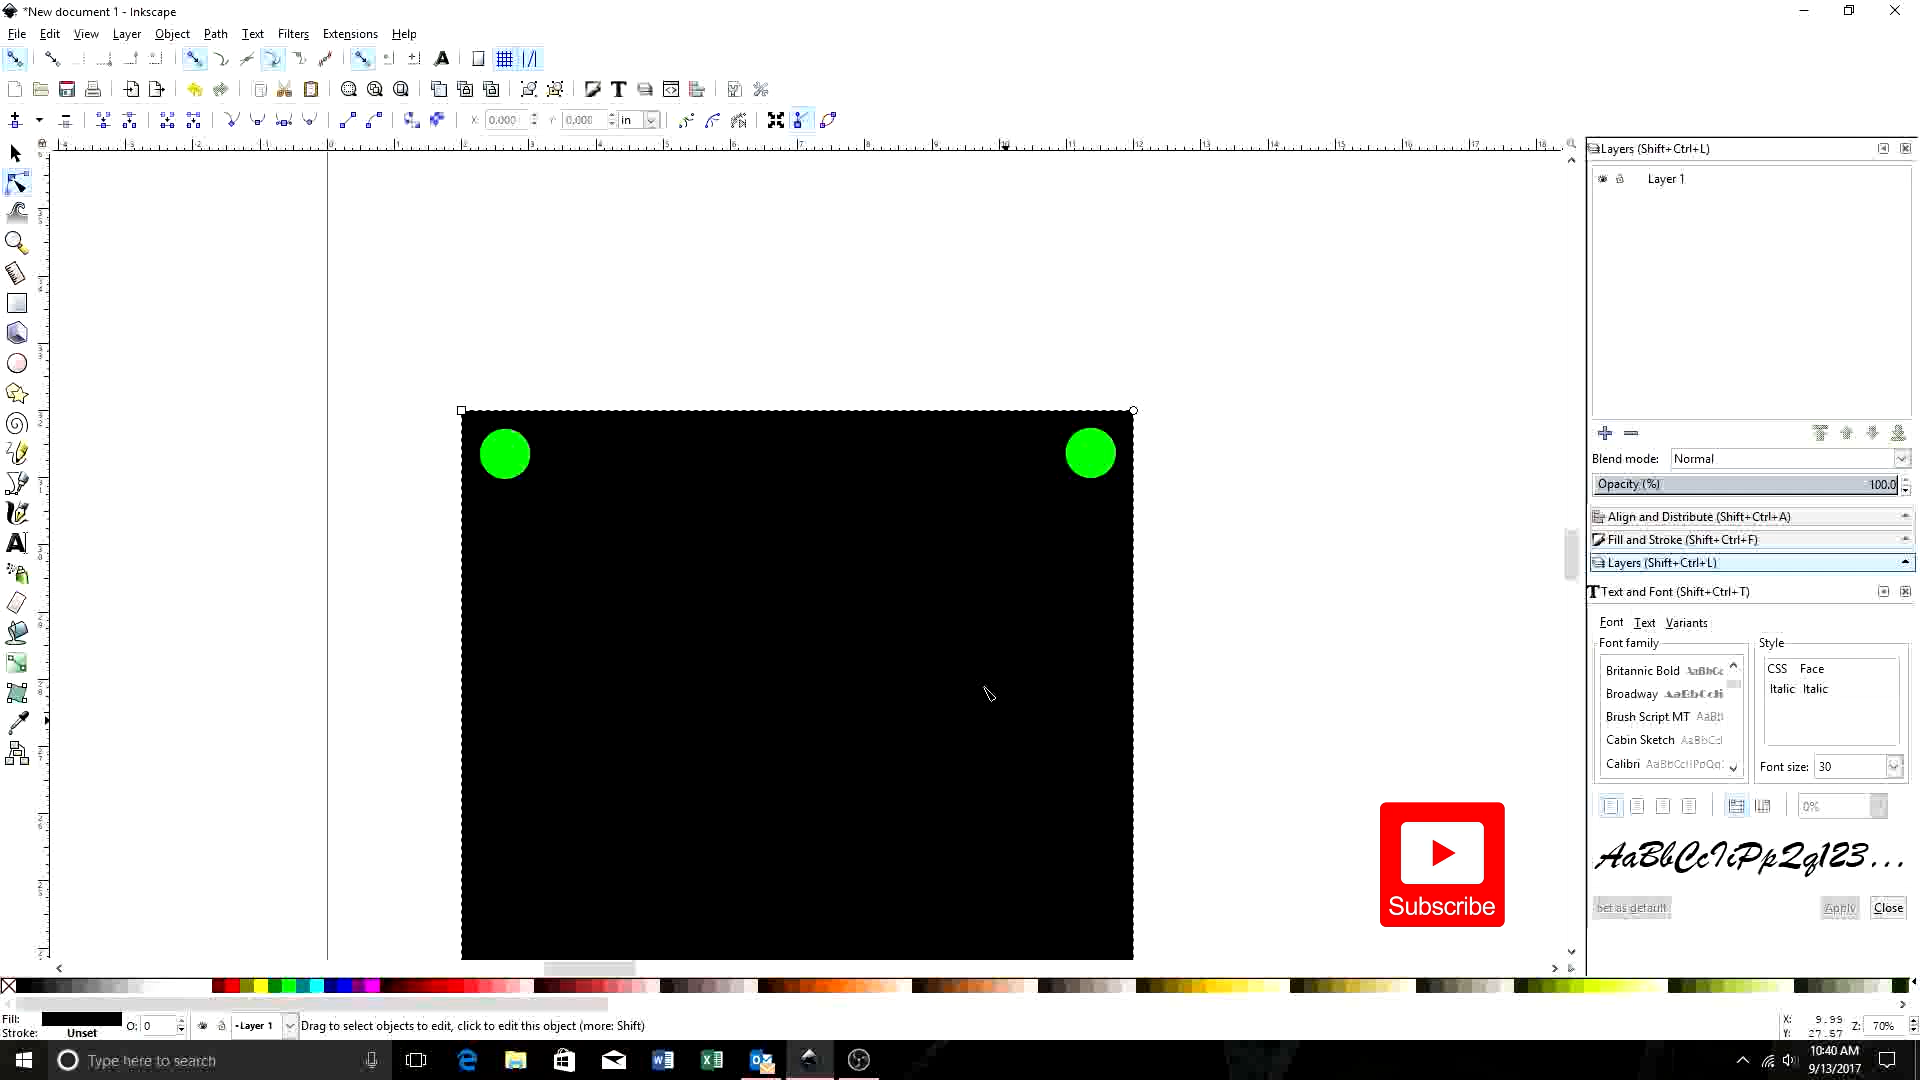 *New document 1 - Inkscape
File Edit View Layer Object Path Text Filters Extensions Help
X: 0.000 Y: 0.000 in
Layers (Shift+Ctrl+L)
Layer 1
Blend mode: Normal
Opacity (%) 100.0
Align and Distribute (Shift+Ctrl+A)
Fill and Stroke (Shift+Ctrl+F)
Layers (Shift+Ctrl+L)
Text and Font (Shift+Ctrl+T)
Font Text Variants
Font family Style
Britannic Bold
CSS Face
Broadway
Italic Italic
Brush Script MT
Cabin Sketch
Calibri
Font size: 30
0%
AaBbCcIiPpQq123...
Set as default Apply Close
Subscribe
Fill:
Stroke: Unset
O: 0
Layer 1
Drag to select objects to edit, click to edit this object (more: Shift)
X: 9.99
Y: 27.57
Z: 70%
Type here to search
10:40 AM
9/13/2017